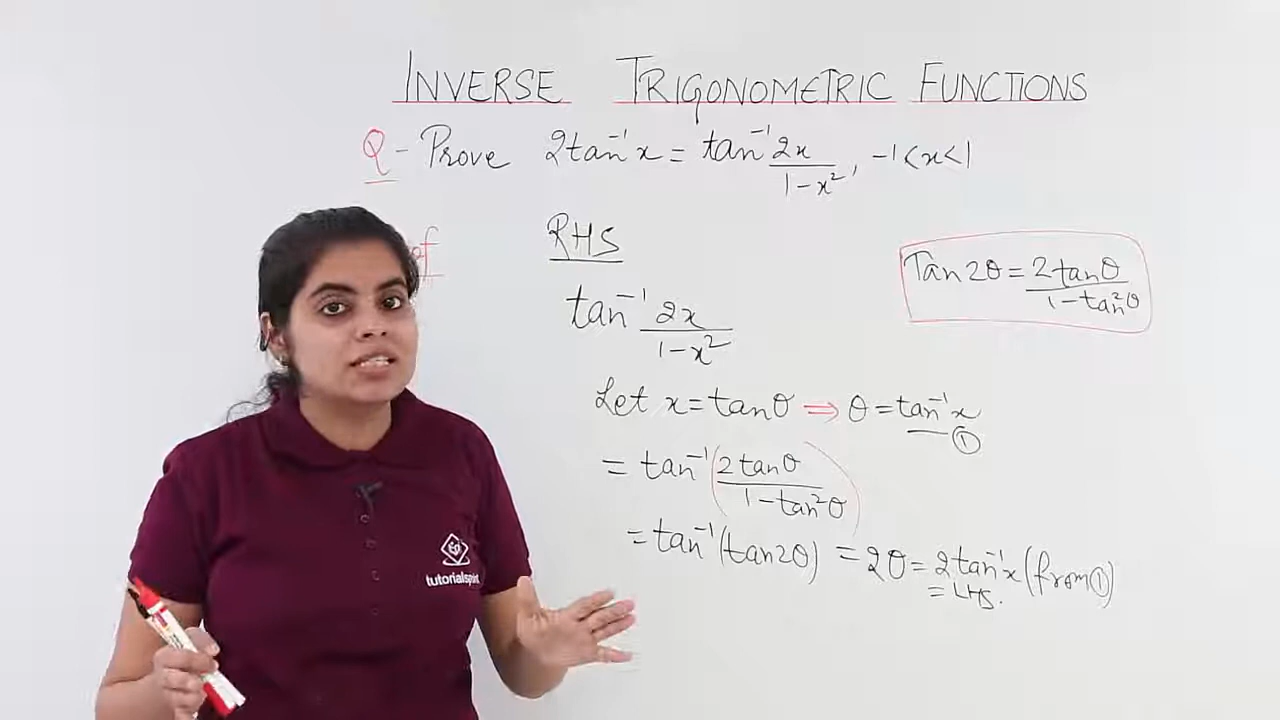 INVERSE TRIGONOMETRIC FUNCTIONS
Q - Prove 2tan⁻¹x = tan⁻¹ 2x/(1-x²), -1<x<1
RHS
tan⁻¹ 2x/(1-x²)
Tan2θ = 2tanθ/(1-tan²θ)
Let x = tanθ ⇒ θ = tan⁻¹x ①
= tan⁻¹(2tanθ/(1-tan²θ))
= tan⁻¹(tan2θ) = 2θ = 2tan⁻¹x (from ①)
= LHS.
tutorialspoint